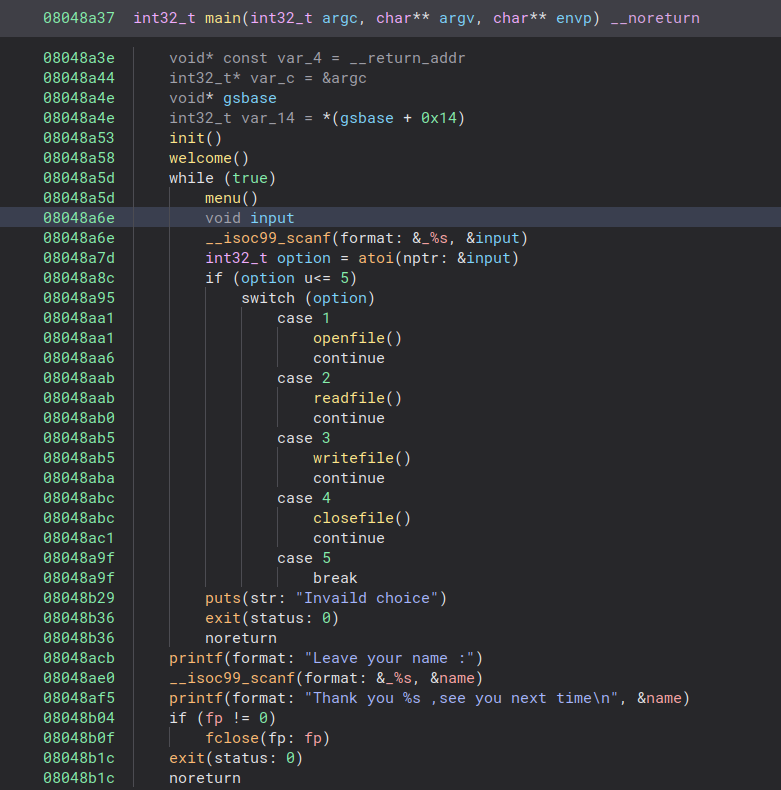 08048a37 int32_t main(int32_t argc, char** argv, char** envp) __noreturn
08048a3e void* const var_4 = __return_addr
08048a44 int32_t* var_c = &argc
08048a4e void* gsbase
08048a4e int32_t var_14 = *(gsbase + 0x14)
08048a53 init()
08048a58 welcome()
08048a5d while (true)
08048a5d menu()
08048a6e void input
08048a6e __isoc99_scanf(format: &_%s, &input)
08048a7d int32_t option = atoi(nptr: &input)
08048a8c if (option u<= 5)
08048a95 switch (option)
08048aa1 case 1
08048aa1 openfile()
08048aa6 continue
08048aab case 2
08048aab readfile()
08048ab0 continue
08048ab5 case 3
08048ab5 writefile()
08048aba continue
08048abc case 4
08048abc closefile()
08048ac1 continue
08048a9f case 5
08048a9f break
08048b29 puts(str: "Invaild choice")
08048b36 exit(status: 0)
08048b36 noreturn
08048acb printf(format: "Leave your name :")
08048ae0 __isoc99_scanf(format: &_%s, &name)
08048af5 printf(format: "Thank you %s ,see you next time\n", &name)
08048b04 if (fp != 0)
08048b0f fclose(fp: fp)
08048b1c exit(status: 0)
08048b1c noreturn